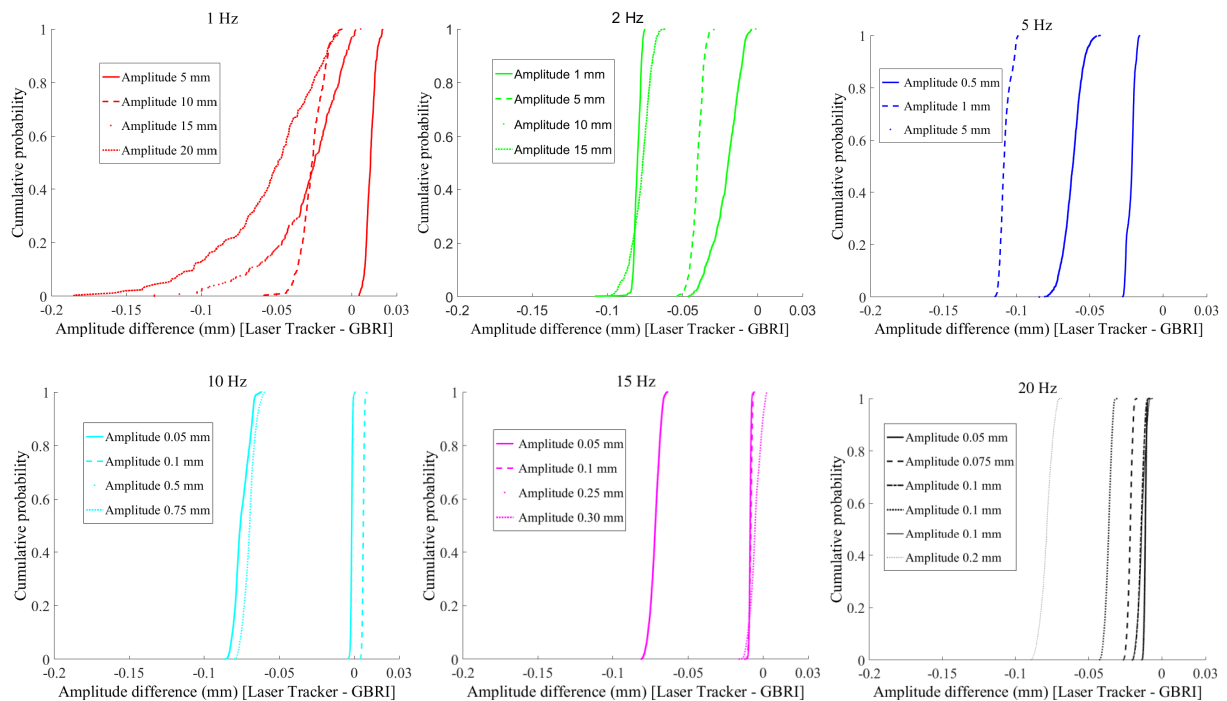 1 Hz
Cumulative probability
1
0.8
0.6
0.4
0.2
0
Amplitude 5 mm
Amplitude 10 mm
Amplitude 15 mm
Amplitude 20 mm
-0.2 -0.15 -0.1 -0.05 0 0.03
Amplitude difference (mm) [Laser Tracker - GBRI]
2 Hz
Cumulative probability
1
0.8
0.6
0.4
0.2
0
Amplitude 1 mm
Amplitude 5 mm
Amplitude 10 mm
Amplitude 15 mm
-0.2 -0.15 -0.1 -0.05 0 0.03
Amplitude difference (mm) [Laser Tracker - GBRI]
5 Hz
Cumulative probability
1
0.8
0.6
0.4
0.2
0
Amplitude 0.5 mm
Amplitude 1 mm
Amplitude 5 mm
-0.2 -0.15 -0.1 -0.05 0 0.03
Amplitude difference (mm) [Laser Tracker - GBRI]
10 Hz
Cumulative probability
1
0.8
0.6
0.4
0.2
0
Amplitude 0.05 mm
Amplitude 0.1 mm
Amplitude 0.5 mm
Amplitude 0.75 mm
-0.2 -0.15 -0.1 -0.05 0 0.03
Amplitude difference (mm) [Laser Tracker - GBRI]
15 Hz
Cumulative probability
1
0.8
0.6
0.4
0.2
0
Amplitude 0.05 mm
Amplitude 0.1 mm
Amplitude 0.25 mm
Amplitude 0.30 mm
-0.2 -0.15 -0.1 -0.05 0 0.03
Amplitude difference (mm) [Laser Tracker - GBRI]
20 Hz
Cumulative probability
1
0.8
0.6
0.4
0.2
0
Amplitude 0.05 mm
Amplitude 0.075 mm
Amplitude 0.1 mm
Amplitude 0.1 mm
Amplitude 0.1 mm
Amplitude 0.2 mm
-0.2 -0.15 -0.1 -0.05 0 0.03
Amplitude difference (mm) [Laser Tracker - GBRI]